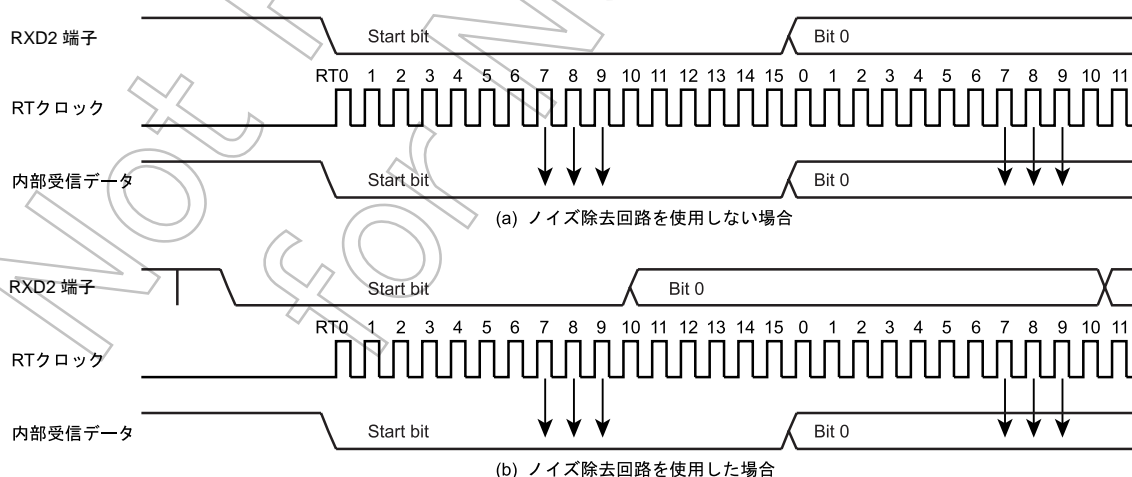 RXD2 端子 Start bit Bit 0
RT0 1 2 3 4 5 6 7 8 9 10 11 12 13 14 15 0 1 2 3 4 5 6 7 8 9 10 11
RTクロック
内部受信データ Start bit Bit 0
(a) ノイズ除去回路を使用しない場合
RXD2 端子 Start bit Bit 0
RT0 1 2 3 4 5 6 7 8 9 10 11 12 13 14 15 0 1 2 3 4 5 6 7 8 9 10 11
RTクロック
内部受信データ Start bit Bit 0
(b) ノイズ除去回路を使用した場合
Not
for N